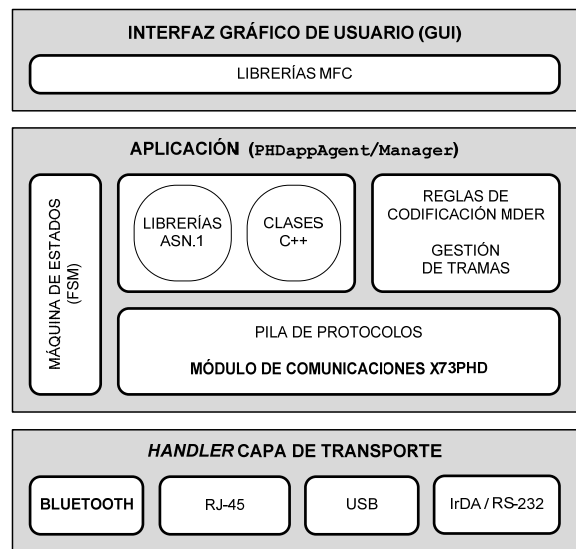 INTERFAZ GRÁFICO DE USUARIO (GUI)
LIBRERÍAS MFC
APLICACIÓN (PHDappAgent/Manager)
MÁQUINA DE ESTADOS
(FSM)
LIBRERÍAS
ASN.1
CLASES
C++
REGLAS DE
CODIFICACIÓN MDER
GESTIÓN
DE TRAMAS
PILA DE PROTOCOLOS
MÓDULO DE COMUNICACIONES X73PHD
HANDLER CAPA DE TRANSPORTE
BLUETOOTH
RJ-45
USB
IrDA / RS-232